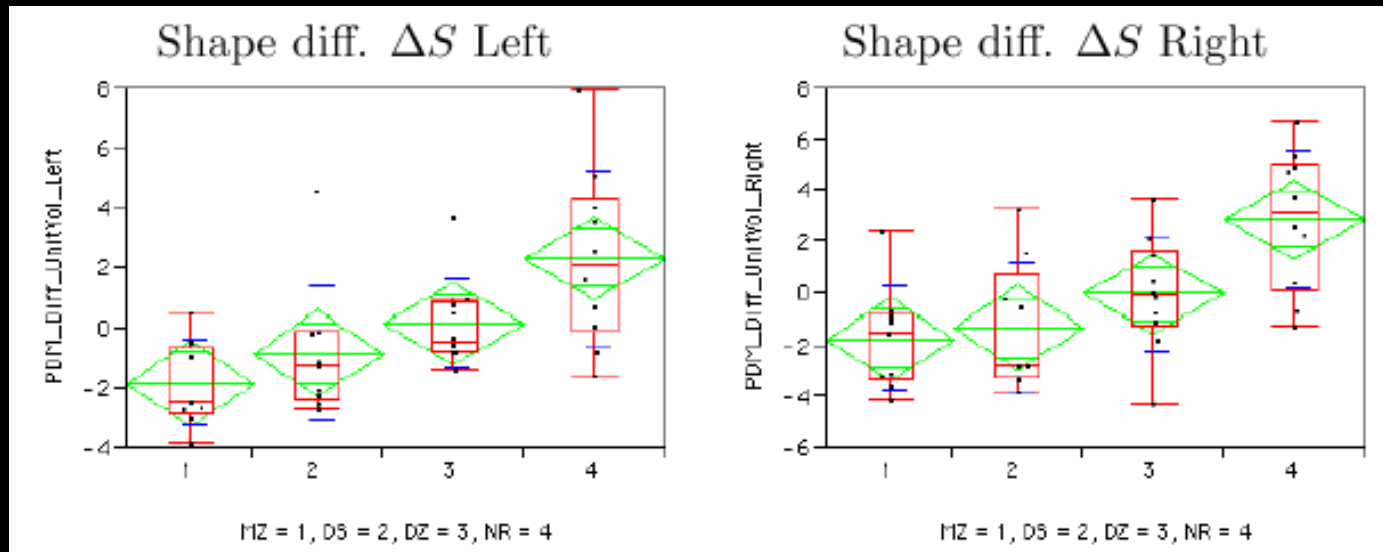 Shape diff. ΔS Left
PDM_Diff_UnitVol_Left
8
6
4
2
0
-2
-4
1 2 3 4
MZ = 1, DS = 2, DZ = 3, NR = 4
Shape diff. ΔS Right
PDM_Diff_UnitVol_Right
8
6
4
2
0
-2
-4
-6
1 2 3 4
MZ = 1, DS = 2, DZ = 3, NR = 4